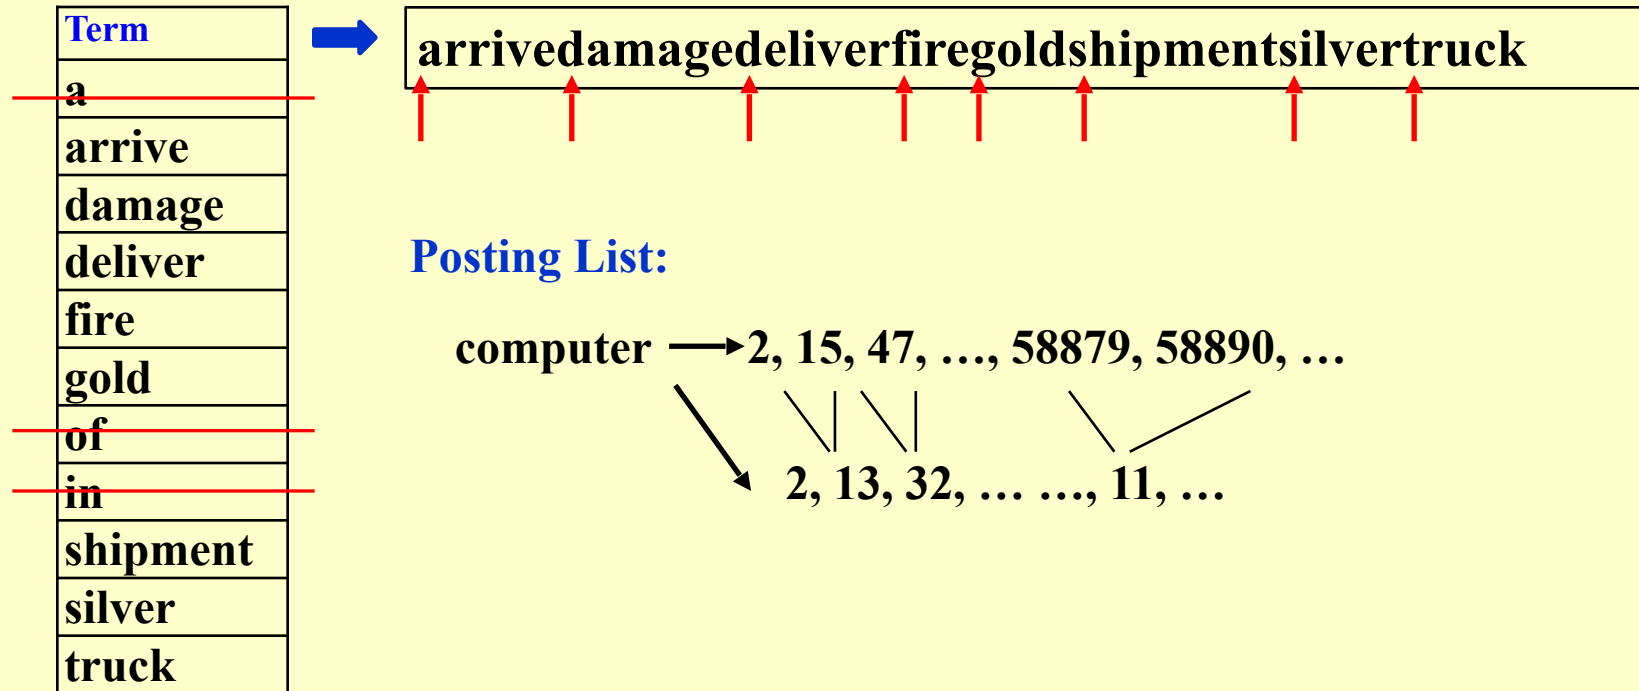 Term
a
arrive
damage
deliver
fire
gold
of
in
shipment
silver
truck
arrivedamagedeliverfiregoldshipmentsilvertruck
Posting List:
computer 2, 15, 47, …, 58879, 58890, …
2, 13, 32, … …, 11, …